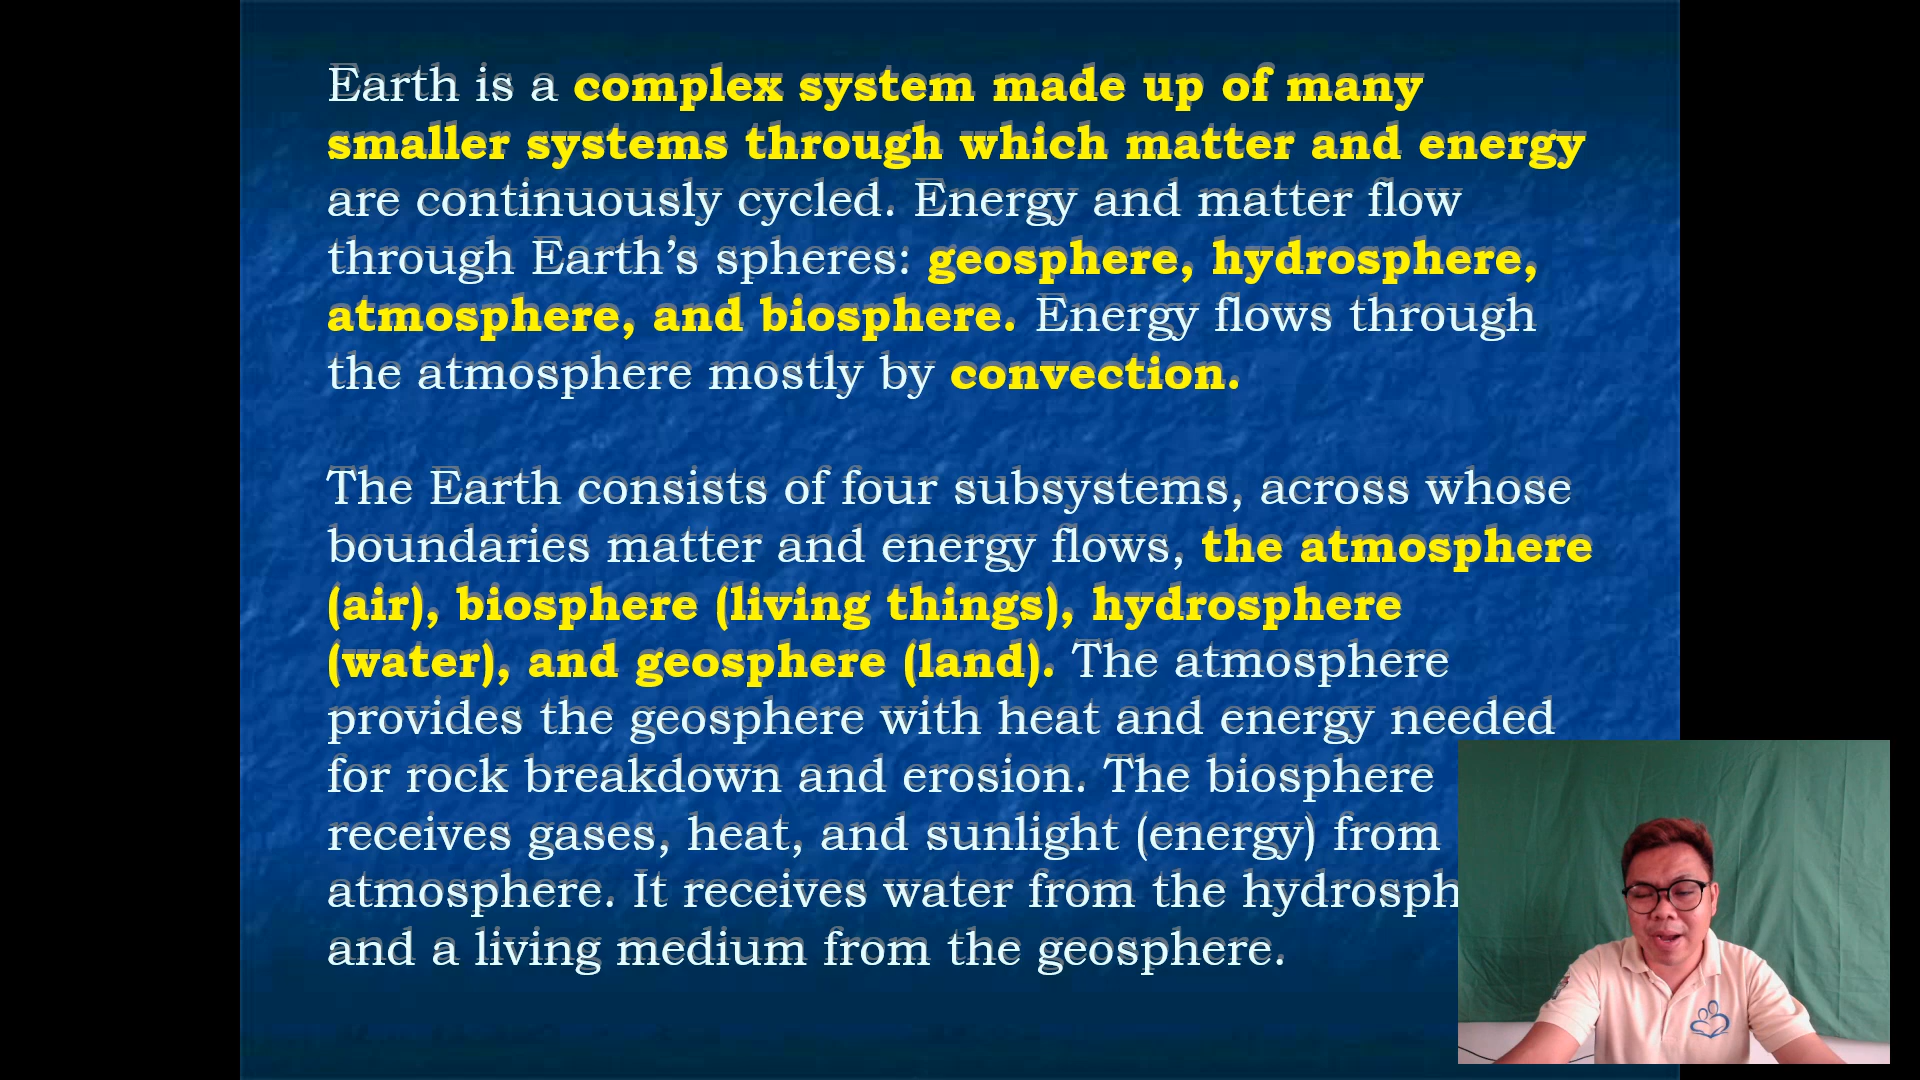 Earth is a complex system made up of many
smaller systems through which matter and energy
are continuously cycled. Energy and matter flow
through Earth’s spheres: geosphere, hydrosphere,
atmosphere, and biosphere. Energy flows through
the atmosphere mostly by convection.
The Earth consists of four subsystems, across whose
boundaries matter and energy flows, the atmosphere
(air), biosphere (living things), hydrosphere
(water), and geosphere (land). The atmosphere
provides the geosphere with heat and energy needed
for rock breakdown and erosion. The biosphere
receives gases, heat, and sunlight (energy) from
atmosphere. It receives water from the
and a living medium from the geosphere.